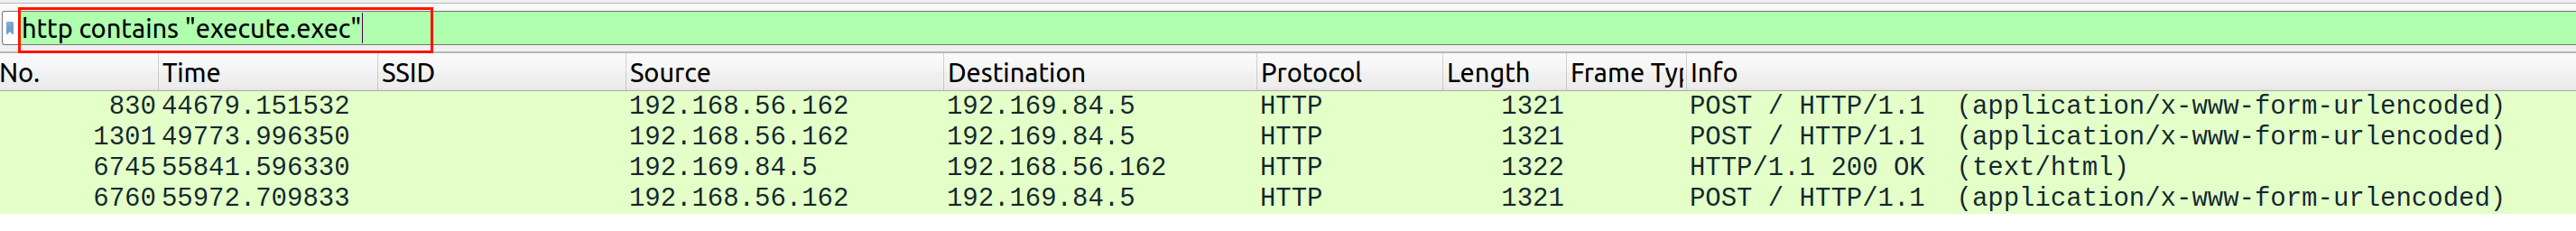 http contains "execute.exec"
No. Time SSID Source Destination Protocol Length Frame Typ Info
830 44679.151532 192.168.56.162 192.169.84.5 HTTP 1321 POST / HTTP/1.1 (application/x-www-form-urlencoded)
1301 49773.996350 192.168.56.162 192.169.84.5 HTTP 1321 POST / HTTP/1.1 (application/x-www-form-urlencoded)
6745 55841.596330 192.169.84.5 192.168.56.162 HTTP 1322 HTTP/1.1 200 OK (text/html)
6760 55972.709833 192.168.56.162 192.169.84.5 HTTP 1321 POST / HTTP/1.1 (application/x-www-form-urlencoded)